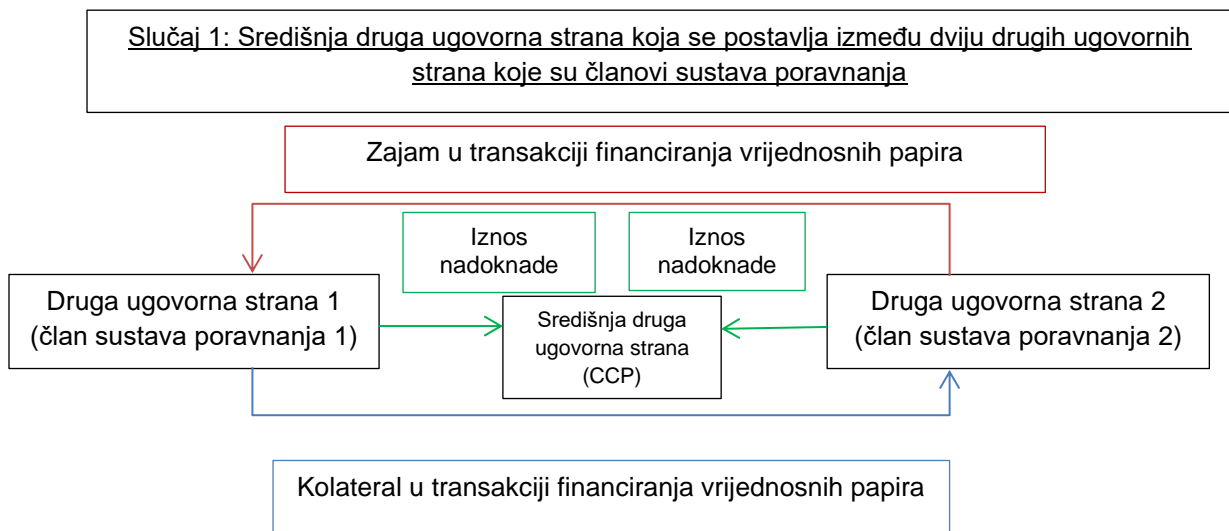 Slučaj 1: Središnja druga ugovorna strana koja se postavlja između dviju drugih ugovornih
strana koje su članovi sustava poravnanja
Zajam u transakciji financiranja vrijednosnih papira
Iznos
nadoknade
Iznos
nadoknade
Druga ugovorna strana 1
(član sustava poravnanja 1)
Središnja druga
ugovorna strana
(CCP)
Druga ugovorna strana 2
(član sustava poravnanja 2)
Kolateral u transakciji financiranja vrijednosnih papira